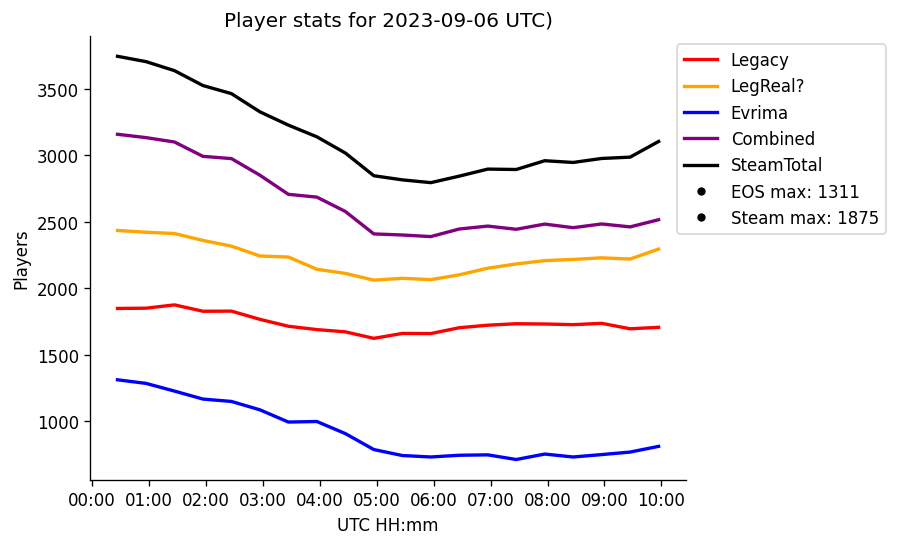 Player stats for 2023-09-06 UTC)
Legacy
LegReal?
Evrima
Combined
SteamTotal
EOS max: 1311
Steam max: 1875
Players
3500
3000
2500
2000
1500
1000
00:00 01:00 02:00 03:00 04:00 05:00 06:00 07:00 08:00 09:00 10:00
UTC HH:mm